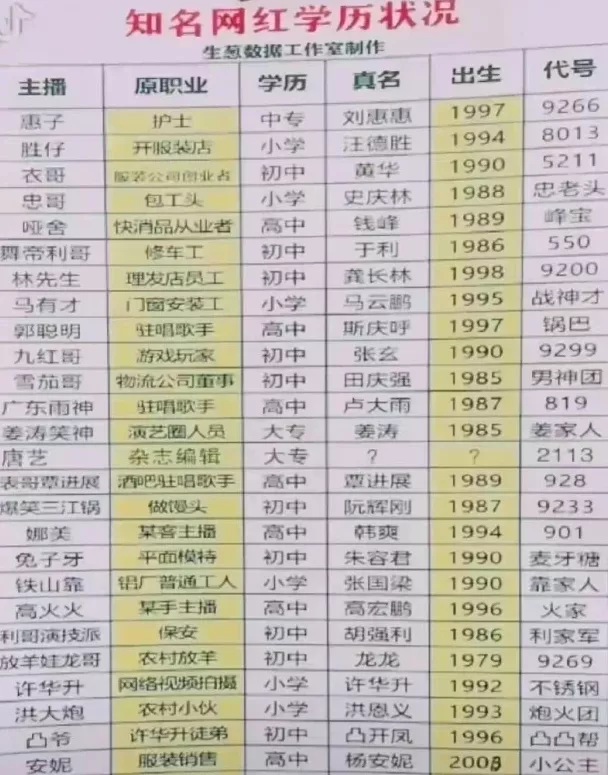 知名网红学历状况
生葱数据工作室制作
主播 原职业 学历 真名 出生 代号
惠子 护士 中专 刘惠惠 1997 9266
胜仔 开服装店 小学 汪德胜 1994 8013
衣哥 服装公司创业者 初中 黄华 1990 5211
忠哥 包工头 小学 史庆林 1988 忠老头
哑舍 快消品从业者 高中 钱峰 1989 峰宝
舞帝利哥 修车工 初中 于利 1986 550
林先生 理发店员工 初中 龚长林 1998 9200
马有才 门窗安装工 小学 马云鹏 1995 战神才
郭聪明 驻唱歌手 高中 斯庆呼 1997 锅巴
九红哥 游戏玩家 初中 张玄 1990 9299
雪茄哥 物流公司董事 初中 田庆强 1985 男神团
广东雨神 驻唱歌手 高中 卢大雨 1987 819
姜涛笑神 演艺圈人员 大专 姜涛 1985 姜家人
唐艺 杂志编辑 大专 ? ? 2113
表哥覃进展 酒吧驻唱歌手 高中 覃进展 1989 928
爆笑三江锅 做馒头 初中 阮辉刚 1987 9233
娜美 某客主播 高中 韩爽 1994 901
兔子牙 平面模特 初中 朱容君 1990 麦牙糖
铁山靠 铝厂普通工人 小学 张国梁 1990 靠家人
高火火 某手主播 高中 高宏鹏 1996 火家
利哥演技派 保安 初中 胡强利 1986 利家军
放羊娃龙哥 农村放羊 初中 龙龙 1979 9269
许华升 网络视频拍摄 小学 许华升 1992 不锈钢
洪大炮 农村小伙 小学 洪恩义 1993 炮火团
凸爷 许华升徒弟 初中 凸开凤 1996 凸凸帮
安妮 服装销售 高中 杨安妮 2003 小公主